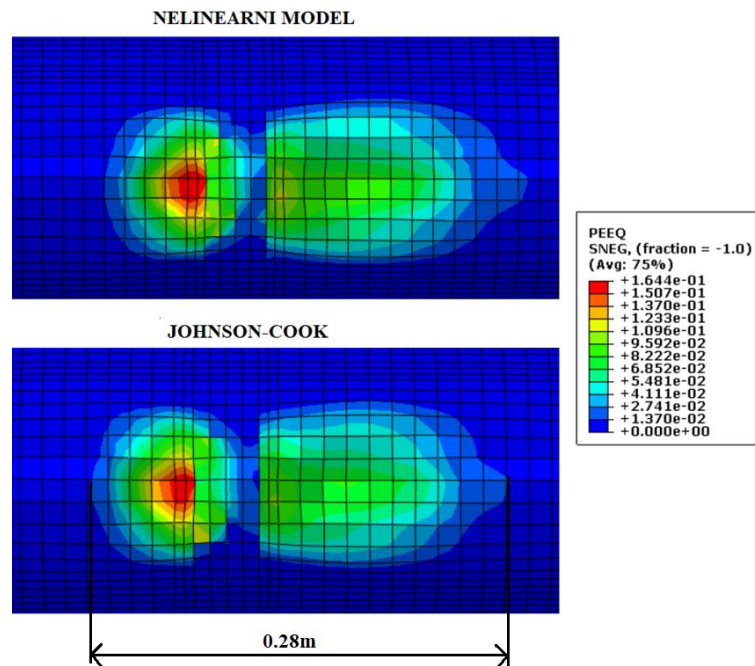 NELINEARNI MODEL
PEEQ
SNEG, (fraction = -1.0)
(Avg: 75%)
+1.644e-01
+1.507e-01
+1.370e-01
+1.233e-01
+1.096e-01
+9.592e-02
+8.222e-02
+6.852e-02
+5.481e-02
+4.111e-02
+2.741e-02
+1.370e-02
+0.000e+00
JOHNSON-COOK
0.28m